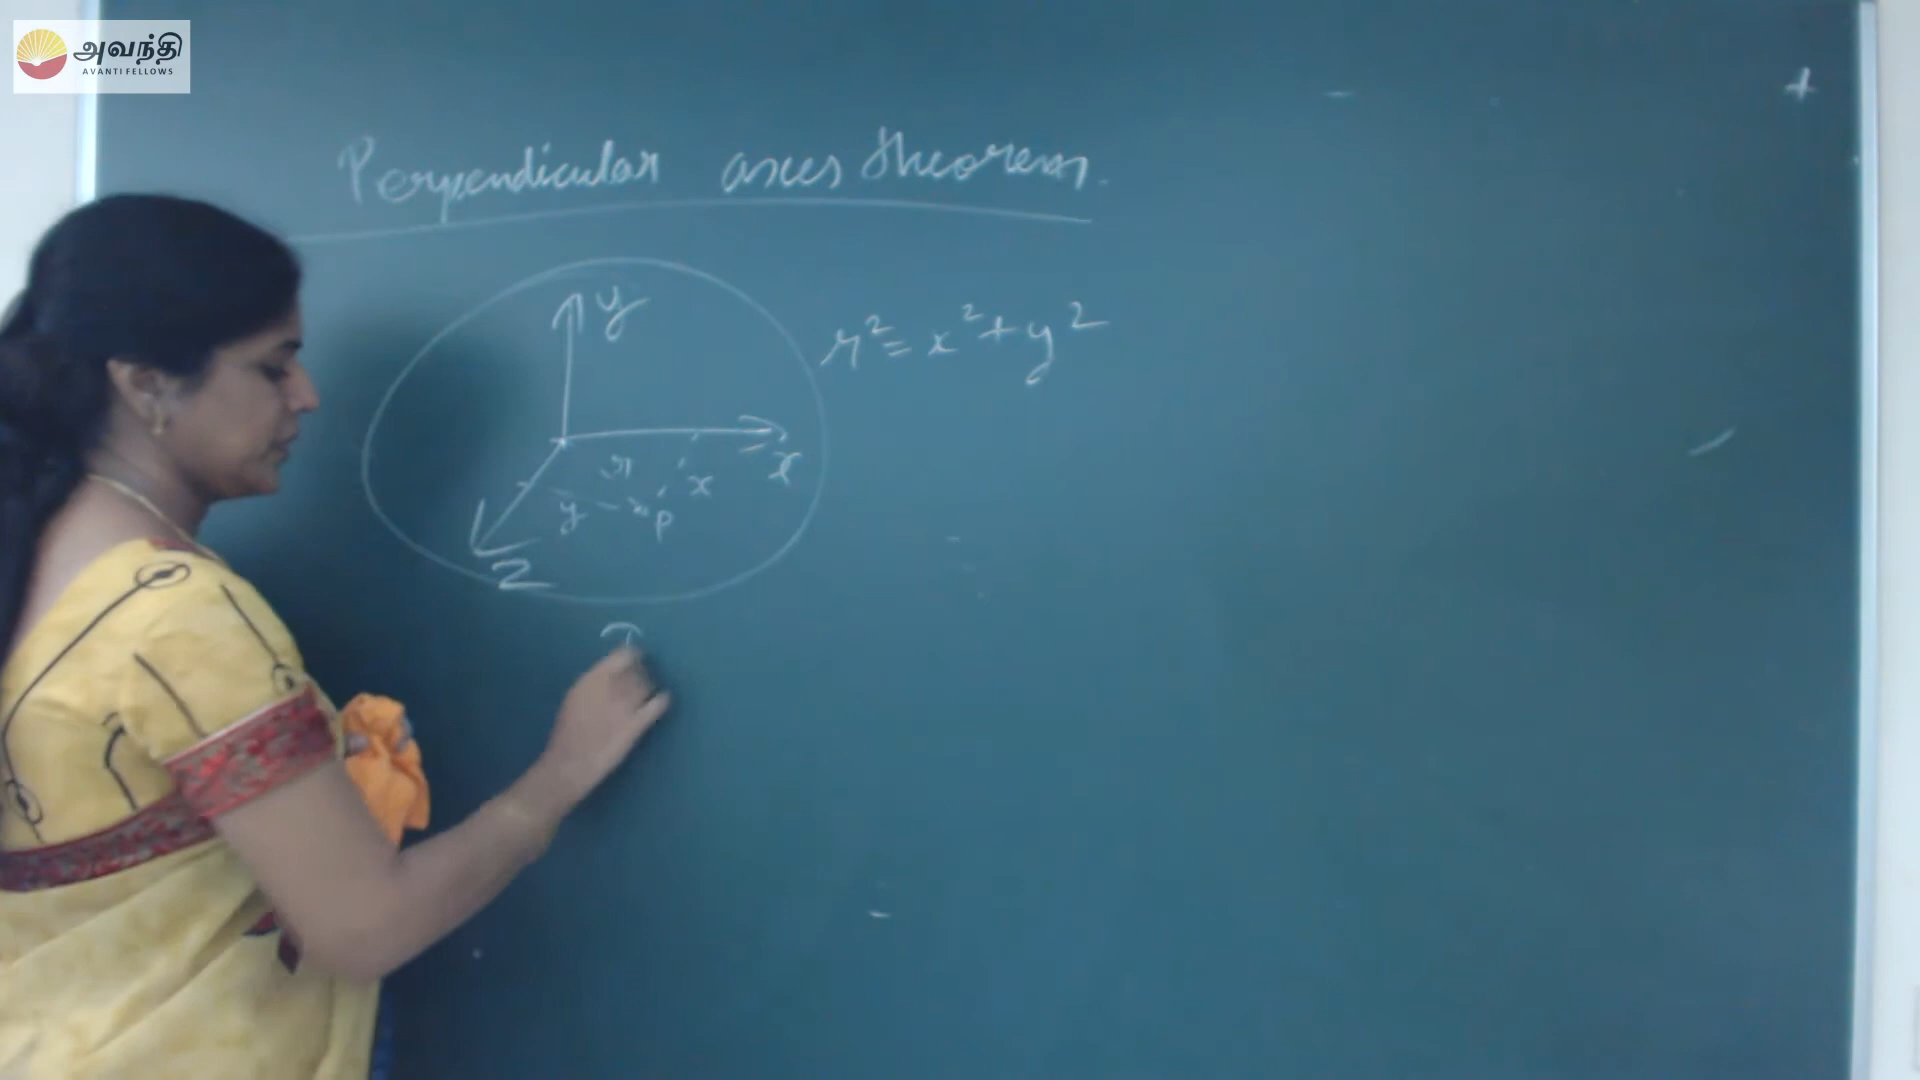 அவந்தி
AVANTI FELLOWS
Perpendicular axes theorem.
y
r² = x² + y²
x
r
x
y
p
z
I